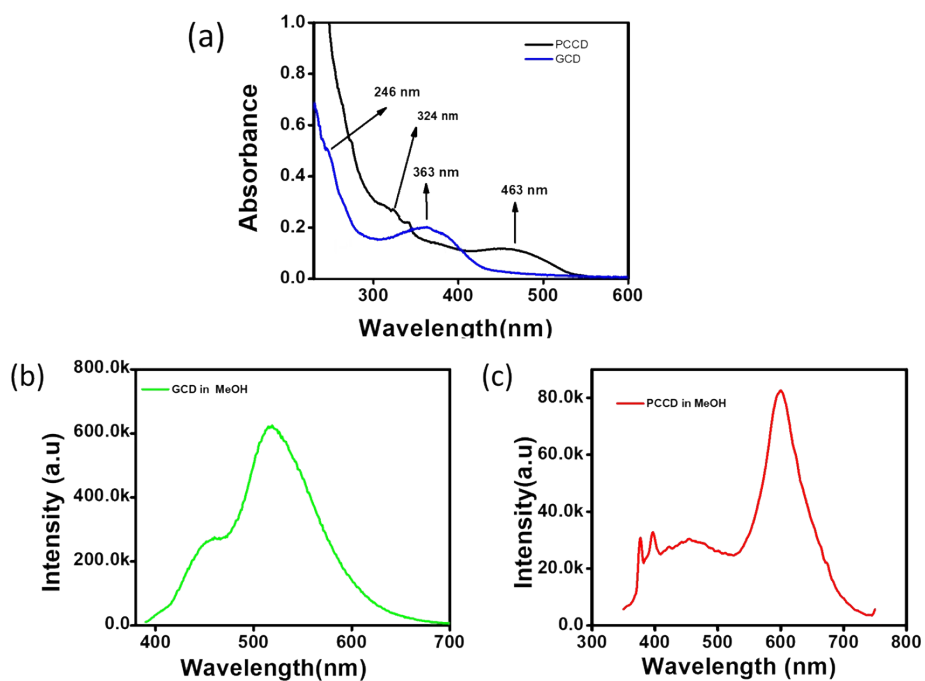 (a)
1.0
0.8
0.6
0.4
0.2
0.0
Absorbance
PCCD
GCD
246 nm
324 nm
363 nm
463 nm
300 400 500 600
Wavelength(nm)
(b)
800.0k
600.0k
400.0k
200.0k
0.0
Intensity (a.u)
GCD in MeOH
400 500 600 700
Wavelength(nm)
(c)
80.0k
60.0k
40.0k
20.0k
0.0
Intensity(a.u)
PCCD in MeOH
300 400 500 600 700 800
Wavelength (nm)